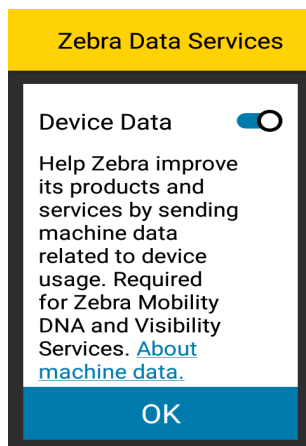 Zebra Data Services
Device Data
Help Zebra improve
its products and
services by sending
machine data
related to device
usage. Required
for Zebra Mobility
DNA and Visibility
Services. About
machine data.
OK